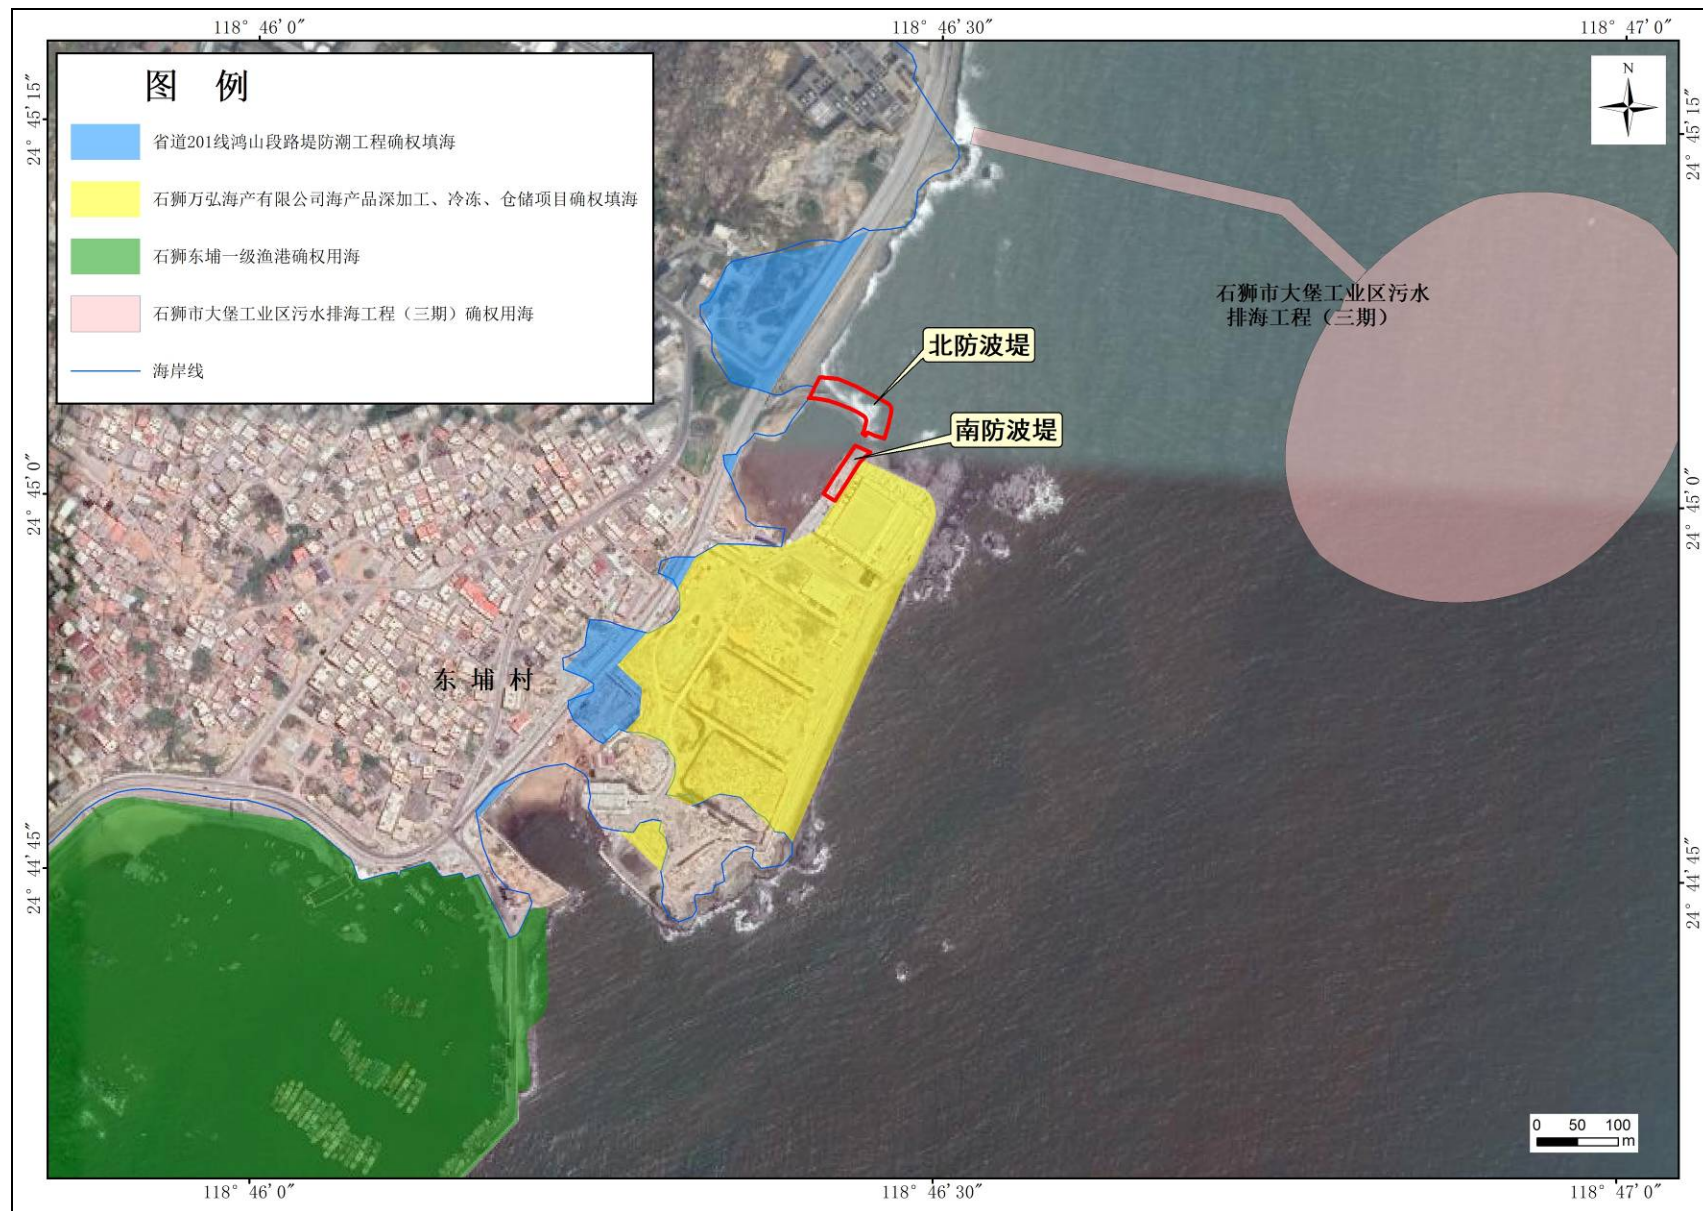 118° 46′0″
118° 46′30″
118° 47′0″
24° 45′15″
24° 45′15″
N
图 例
省道201线鸿山段路堤防潮工程确权填海
石狮万弘海产有限公司海产品深加工、冷冻、仓储项目确权填海
石狮东埔一级渔港确权用海
石狮市大堡工业区污水排海工程（三期）确权用海
海岸线
石狮市大堡工业区污水
排海工程（三期）
北防波堤
南防波堤
24° 45′0″
24° 45′0″
东 埔 村
24° 44′45″
24° 44′45″
0 50 100
m
118° 46′0″
118° 46′30″
118° 47′0″